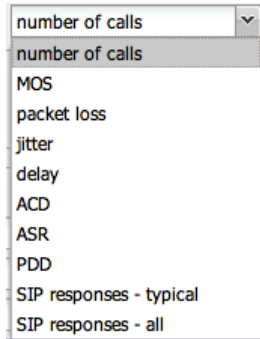 number of calls
number of calls
MOS
packet loss
jitter
delay
ACD
ASR
PDD
SIP responses - typical
SIP responses - all